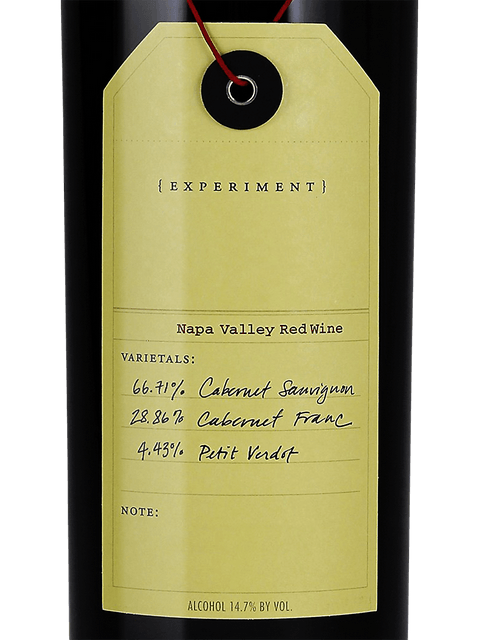 {EXPERIMENT}
Napa Valley Red Wine
VARIETALS:
66.71% Cabernet Sauvignon
28.86% Cabernet Franc
4.43% Petit Verdot
NOTE:
ALCOHOL 14.7% BY VOL.